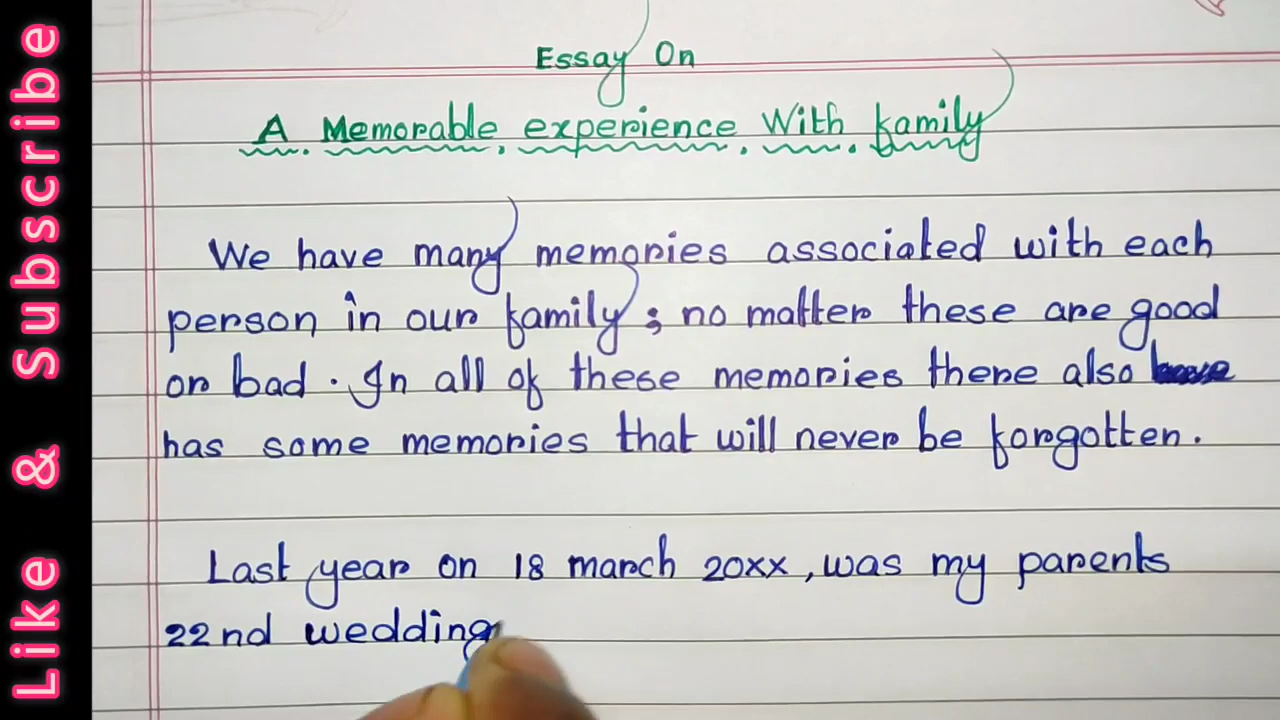 Like & Subscribe
Essay On
A Memorable experience With family
We have many memories associated with each
person in our family; no matter these are good
or bad. In all of these memories there also
has some memories that will never be forgotten.
Last year on 18 march 20xx, was my parents
22nd wedding